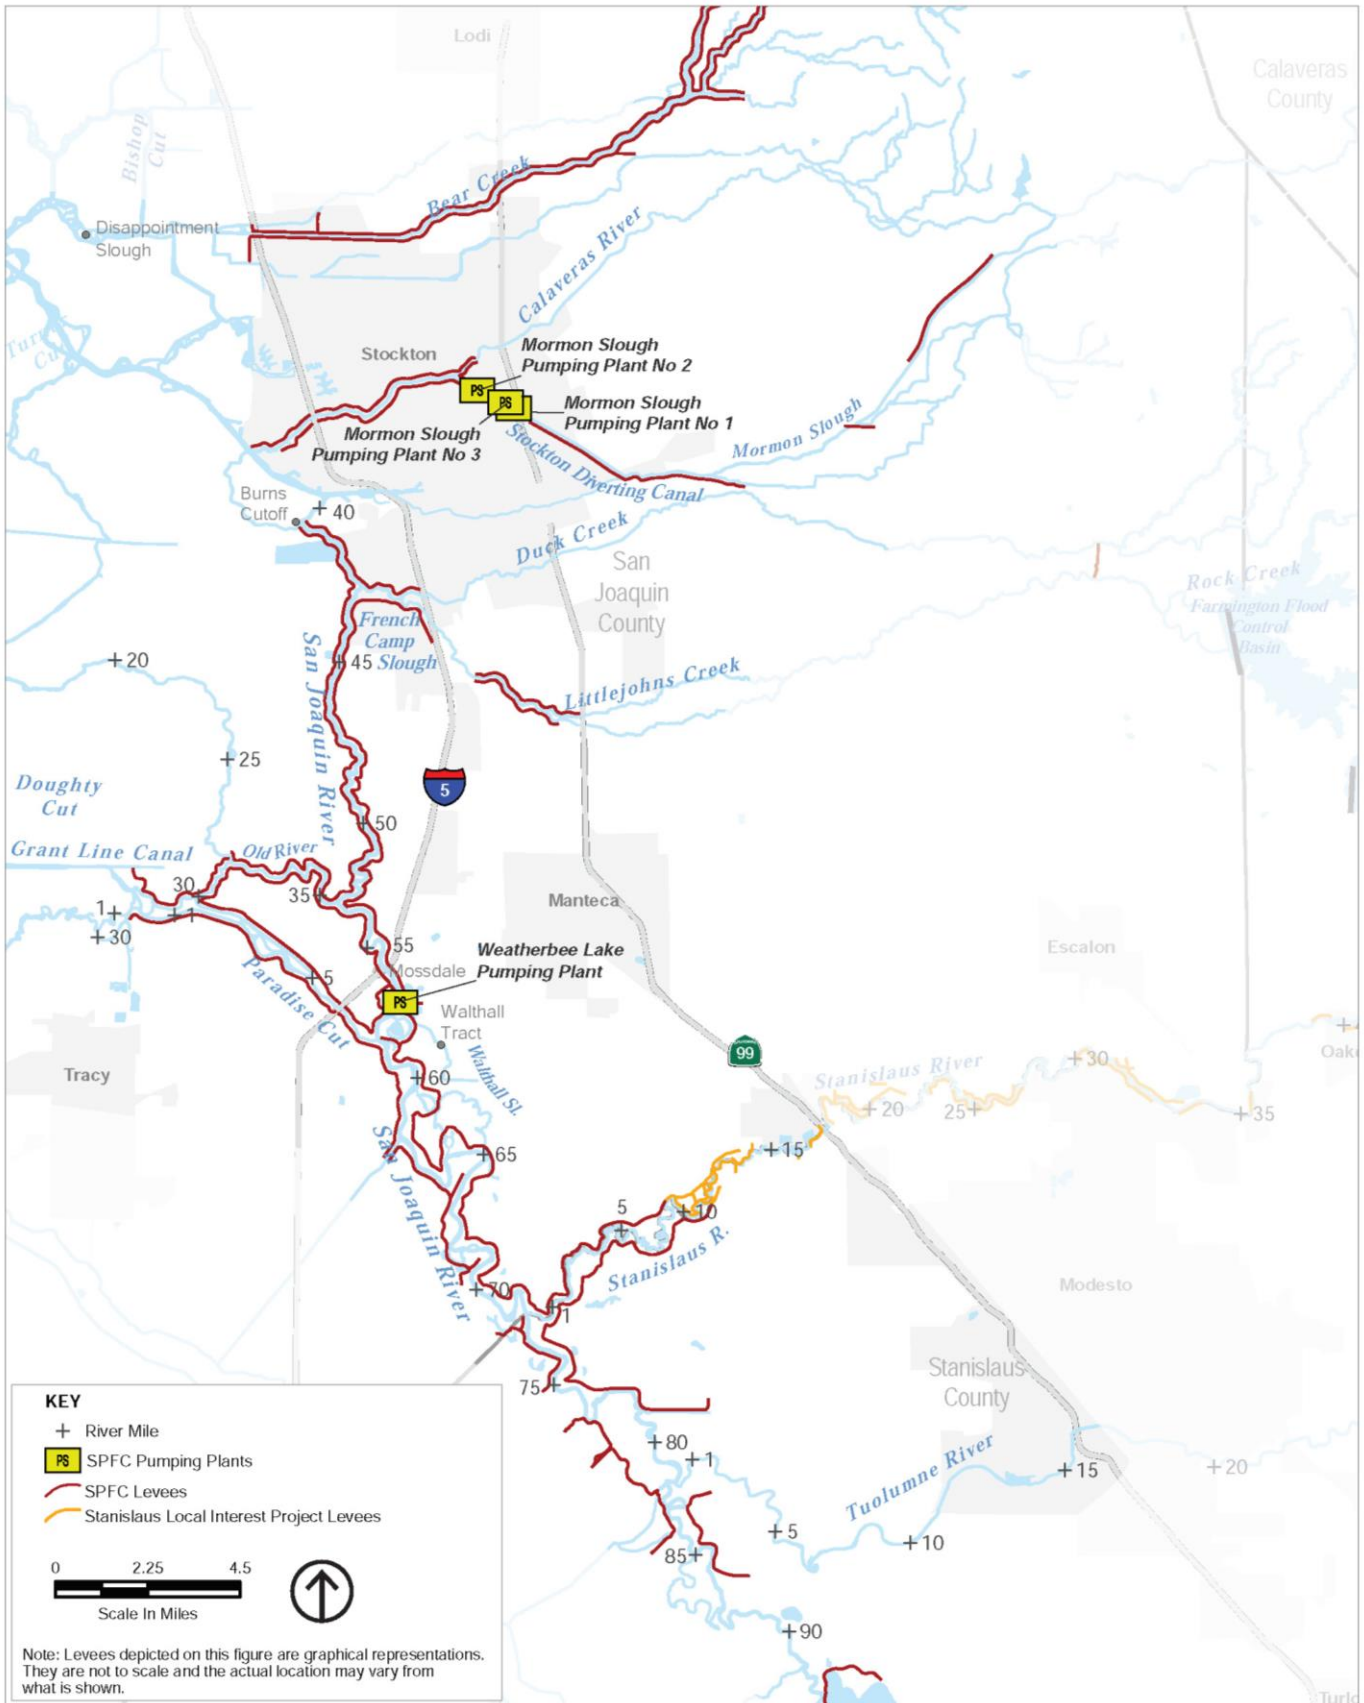 Lodi
Calaveras
County
Bishop
Cut
Bear Creek
Disappointment
Slough
Calaveras River
Turner
Cut
Stockton
Mormon Slough
Pumping Plant No 2
PS
PS
Mormon Slough
Pumping Plant No 1
Mormon Slough
Pumping Plant No 3
Mormon Slough
Stockton Diverting Canal
Burns
Cutoff
40
Duck Creek
San
Joaquin
County
Rock Creek
Farmington Flood
Control
Basin
French
Camp
Slough
San Joaquin River
20
45
Littlejohns Creek
25
5
Doughty
Cut
50
Grant Line Canal
Old River
30
35
1
1
30
Manteca
55
Weatherbee Lake
Pumping Plant
Escalon
Mossdale
5
Paradise Cut
PS
Walthall
Tract
Walthall Sl.
99
Tracy
60
Stanislaus River
30
Oak
20
25
35
San Joaquin River
65
15
5
10
Stanislaus R.
70
1
Modesto
Stanislaus
County
75
80
1
Tuolumne River
15
20
5
10
85
90
Turl
KEY
River Mile
PS SPFC Pumping Plants
SPFC Levees
Stanislaus Local Interest Project Levees
0 2.25 4.5
Scale In Miles
Note: Levees depicted on this figure are graphical representations.
They are not to scale and the actual location may vary from
what is shown.